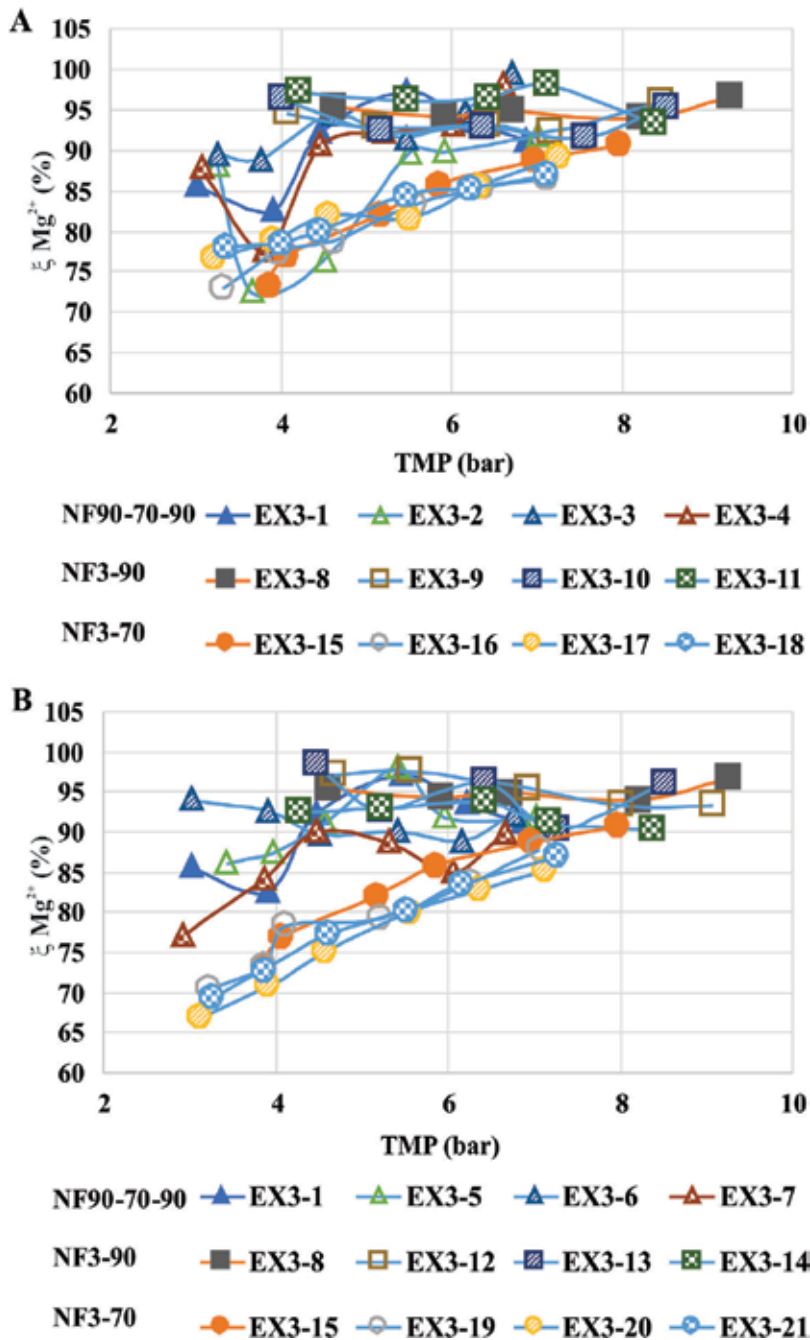 A
105
100
95
90
85
80
75
70
65
60
ξ Mg²⁺ (%)
2 4 6 8 10
TMP (bar)
NF90-70-90 EX3-1 EX3-2 EX3-3 EX3-4
NF3-90 EX3-8 EX3-9 EX3-10 EX3-11
NF3-70 EX3-15 EX3-16 EX3-17 EX3-18
B
105
100
95
90
85
80
75
70
65
60
ξ Mg²⁺ (%)
2 4 6 8 10
TMP (bar)
NF90-70-90 EX3-1 EX3-5 EX3-6 EX3-7
NF3-90 EX3-8 EX3-12 EX3-13 EX3-14
NF3-70 EX3-15 EX3-19 EX3-20 EX3-21